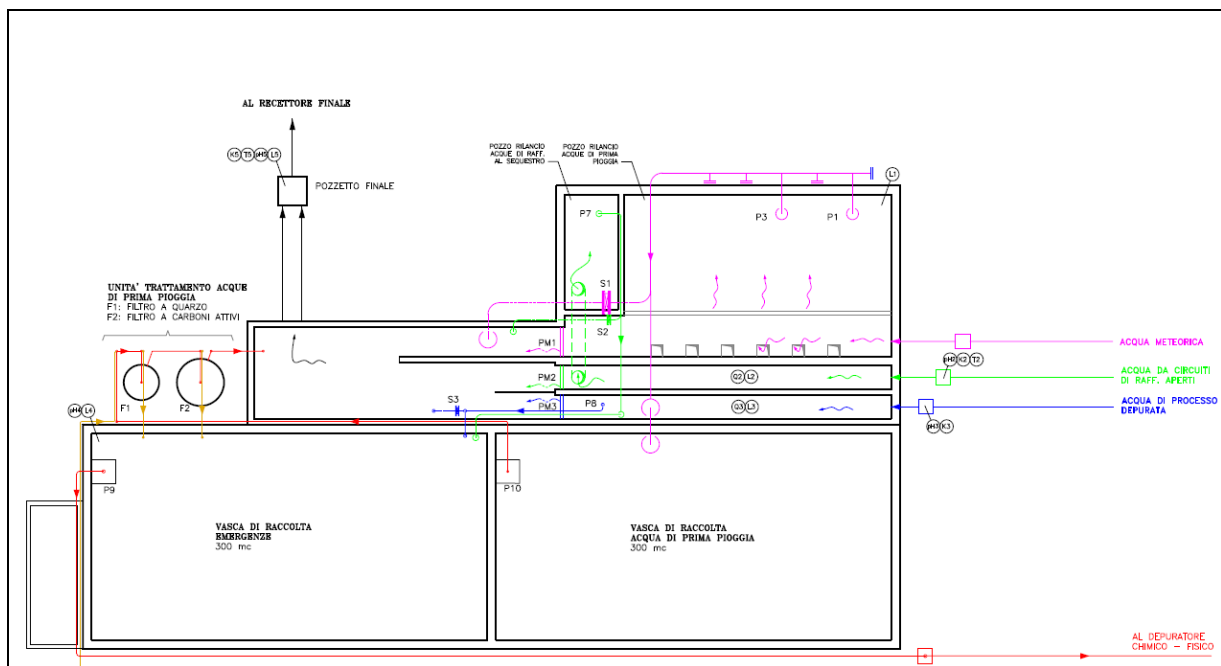 AL RECETTORE FINALE
K5 T5 pH5 L5
POZZETTO FINALE
POZZO RILANCIO
ACQUE DI RAFF.
AL SEQUESTRO
POZZO RILANCIO
ACQUE DI PRIMA
PIOGGIA
L1
P7
P3
P1
UNITA' TRATTAMENTO ACQUE
DI PRIMA PIOGGIA
F1: FILTRO A QUARZO
F2: FILTRO A CARBONI ATTIVI
S1
S2
PM1
ACQUA METEORICA
F1
F2
PM2
Q2 L2
pH2 K2 T2
ACQUA DA CIRCUITI
DI RAFF. APERTI
S3
PM3
P8
Q3 L3
pH3 K3
ACQUA DI PROCESSO
DEPURATA
pH4 L4
P9
P10
VASCA DI RACCOLTA
EMERGENZE
300 mc
VASCA DI RACCOLTA
ACQUA DI PRIMA PIOGGIA
300 mc
AL DEPURATORE
CHIMICO - FISICO